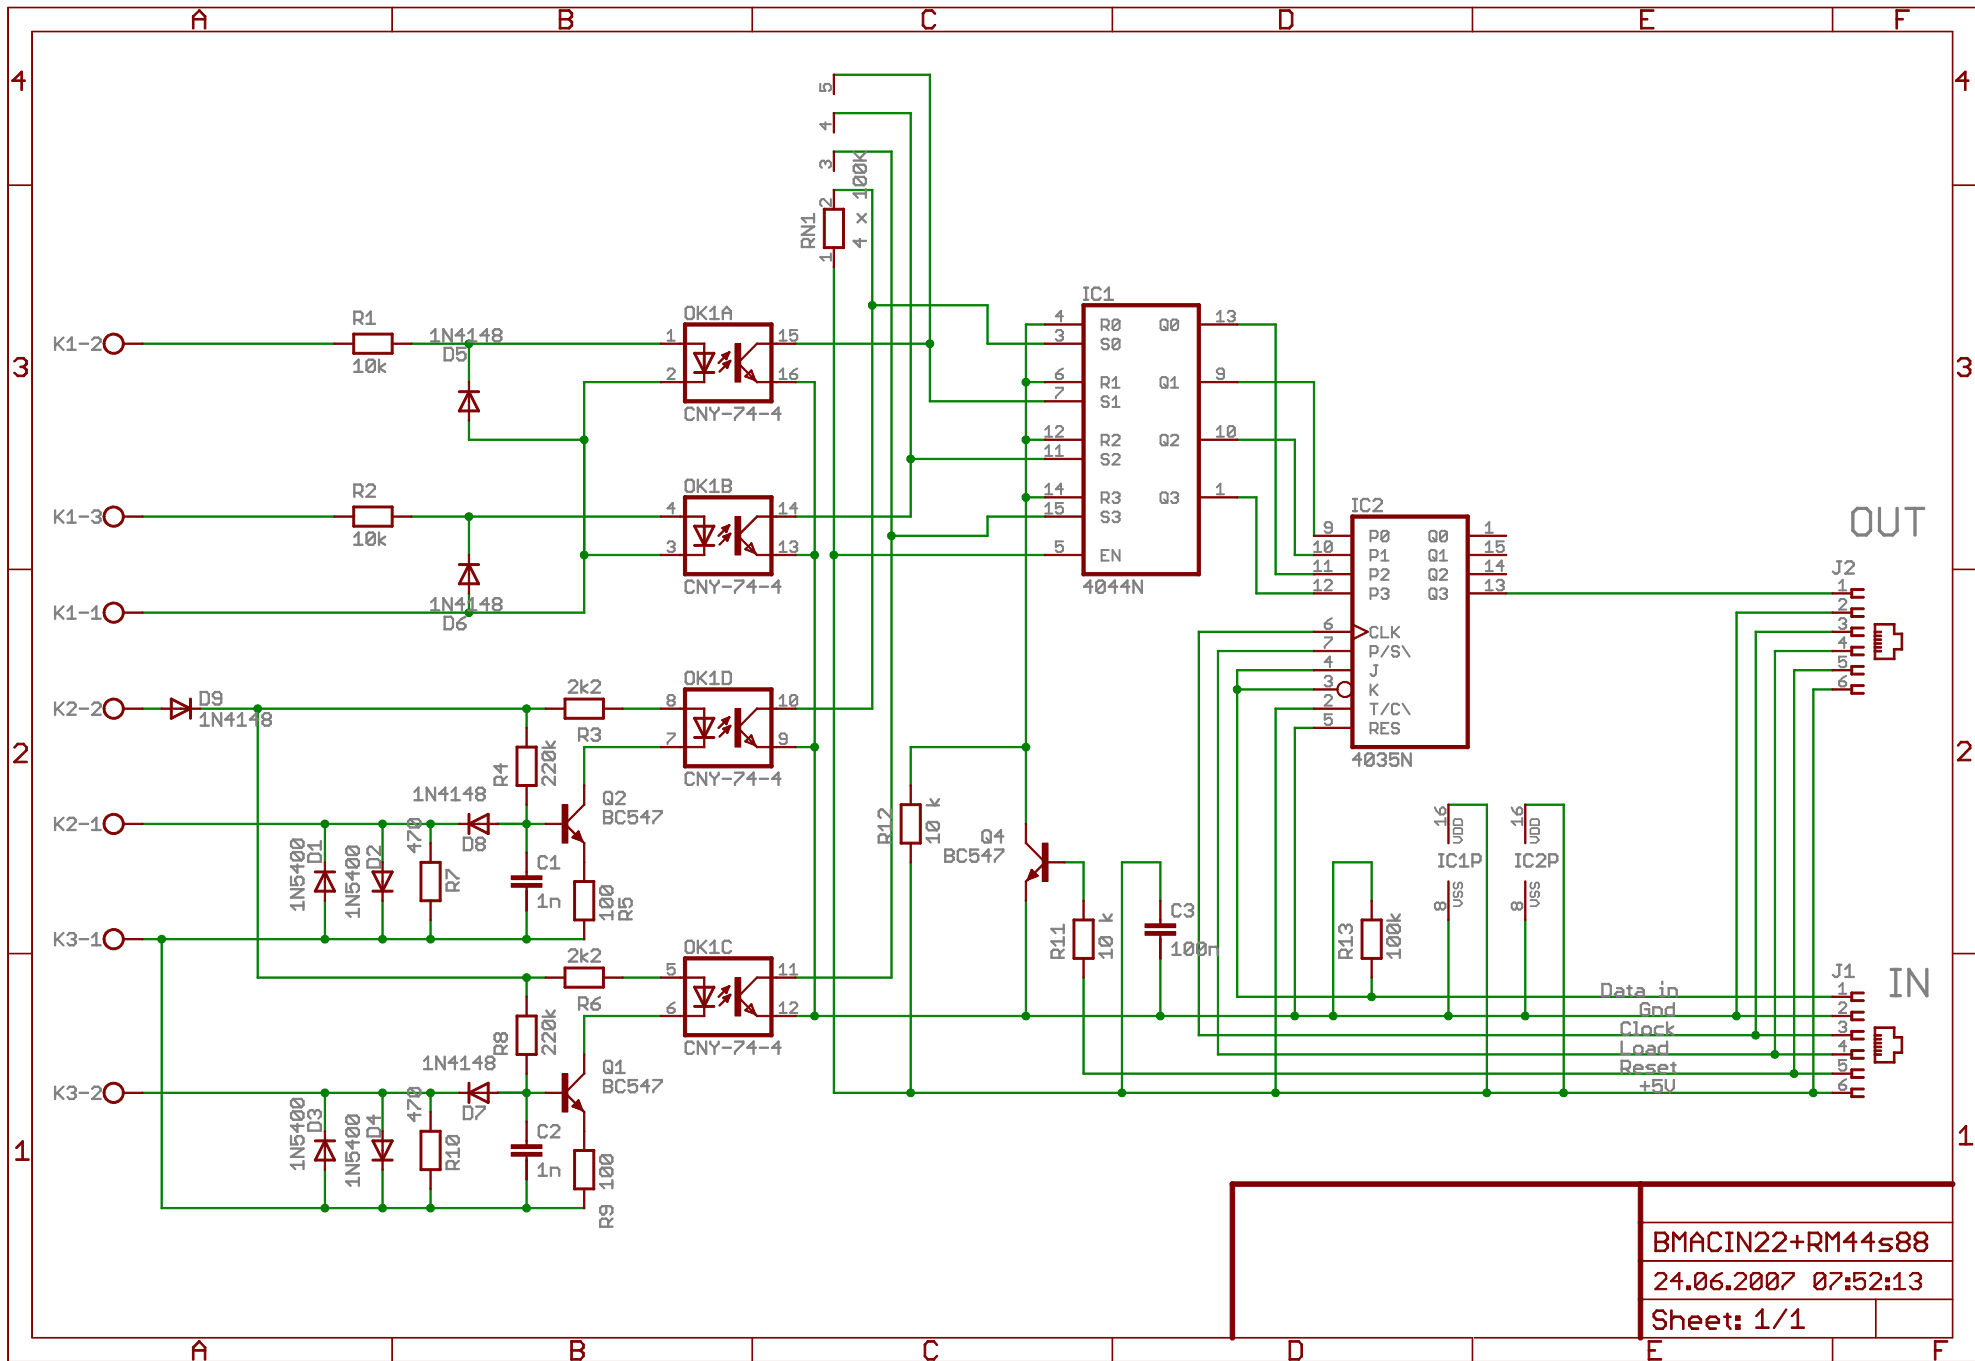 A B C D E F
4 4
5
4
3
2
1
RN1
4 x 100K
3 3
K1-2
R1
10k
1N4148
D5
OK1A
1 15
2 16
CNY-74-4
K1-3
R2
10k
OK1B
4 14
3 13
CNY-74-4
K1-1
1N4148
D6
IC1
4 R0 Q0 13
3 S0
6 R1 Q1 9
7 S1
12 R2 Q2 10
11 S2
14 R3 Q3 1
15 S3
5 EN
4044N
IC2
9 P0 Q0 1
10 P1 Q1 15
11 P2 Q2 14
12 P3 Q3 13
6 CLK
7 P/S\
4 J
3 K
2 T/C\
5 RES
4035N
OUT
J2
1
2
3
4
5
6
2 2
K2-2
D9
1N4148
2k2
R3
OK1D
8 10
7 9
CNY-74-4
R4
220k
1N4148
D8
Q2
BC547
K2-1
1N5400
D1
1N5400
D2
470
R7
C1
1n
100
R5
K3-1
R12
10 k
Q4
BC547
R11
10 k
C3
100n
R13
100k
16 VDD
IC1P
8 VSS
16 VDD
IC2P
8 VSS
2k2
R6
OK1C
5 11
6 12
CNY-74-4
R8
220k
1N4148
D7
Q1
BC547
K3-2
1N5400
D3
1N5400
D4
470
R10
C2
1n
100
R9
J1
IN
Data in 1
Gnd 2
Clock 3
Load 4
Reset 5
+5V 6
1 1
BMACIN22+RM44s88
24.06.2007 07:52:13
Sheet: 1/1
A B C D E F